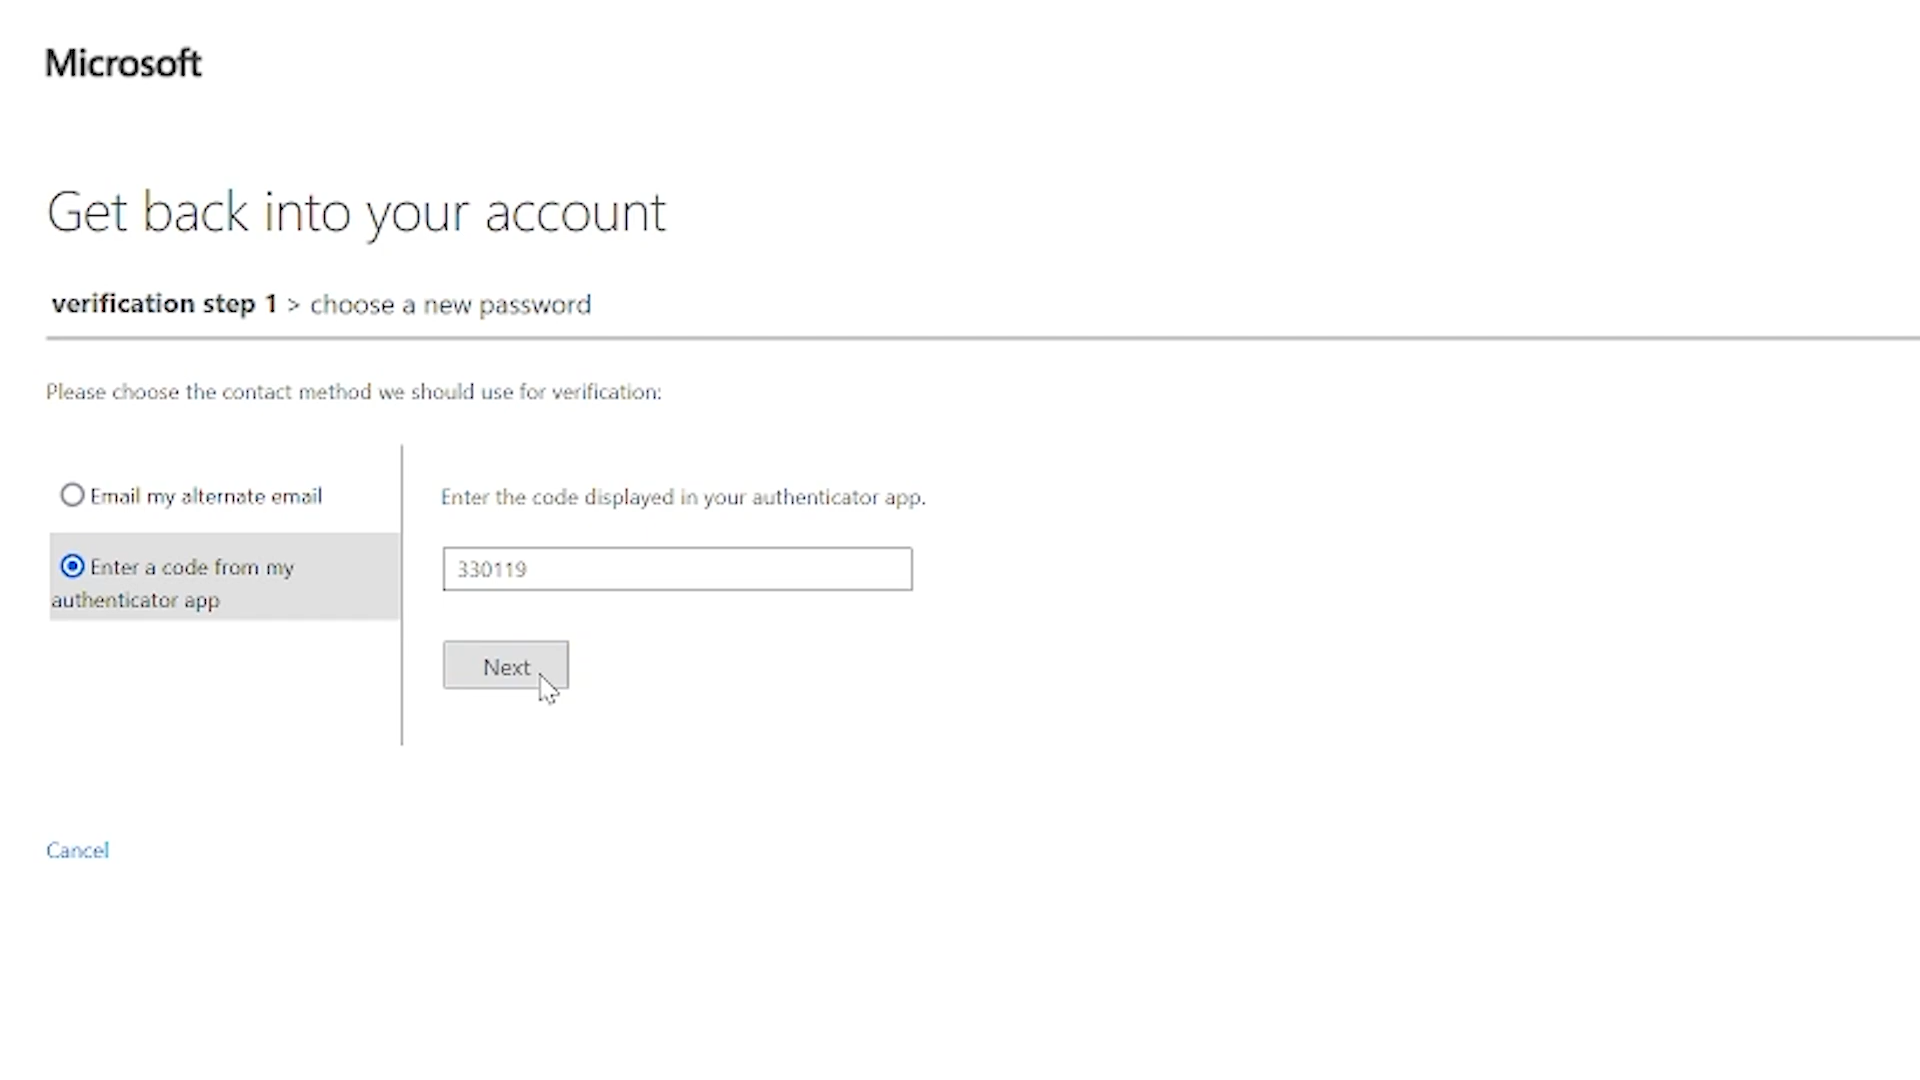 Microsoft
Get back into your account
verification step 1 > choose a new password
Please choose the contact method we should use for verification:
Email my alternate email
Enter a code from my
authenticator app
Enter the code displayed in your authenticator app.
330119
Next
Cancel